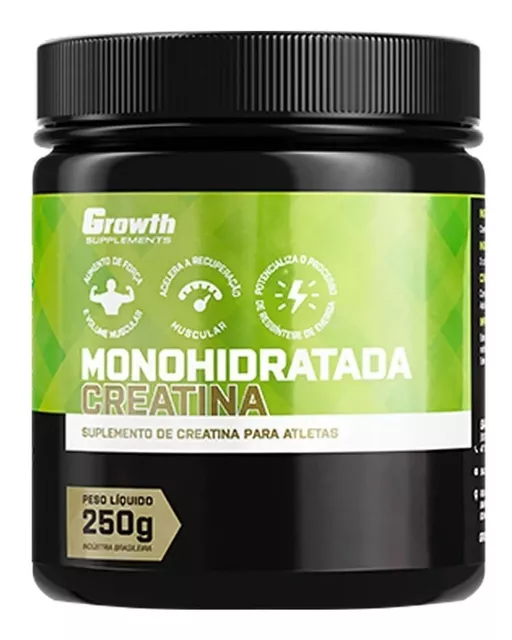 Growth
SUPPLEMENTS
AUMENTO DE FORÇA
E VOLUME MUSCULAR
ACELERA A RECUPERAÇÃO
MUSCULAR
POTENCIALIZA O PROCESSO
DE RESSÍNTESE DE ENERGIA
MONOHIDRATADA
CREATINA
SUPLEMENTO DE CREATINA PARA ATLETAS
PESO LÍQUIDO
250g
INDÚSTRIA BRASILEIRA